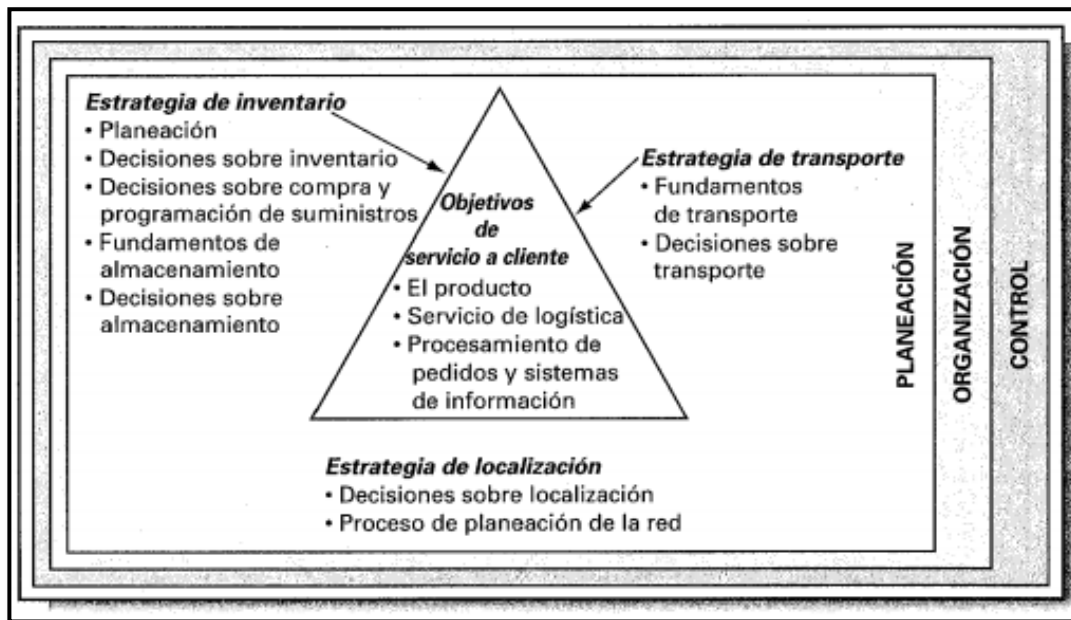 Estrategia de inventario
• Planeación
• Decisiones sobre inventario
• Decisiones sobre compra y
programación de suministros
• Fundamentos de
almacenamiento
• Decisiones sobre
almacenamiento
Objetivos
de
servicio a cliente
• El producto
• Servicio de logística
• Procesamiento de
pedidos y sistemas
de información
Estrategia de transporte
• Fundamentos
de transporte
• Decisiones sobre
transporte
Estrategia de localización
• Decisiones sobre localización
• Proceso de planeación de la red
PLANEACIÓN
ORGANIZACIÓN
CONTROL